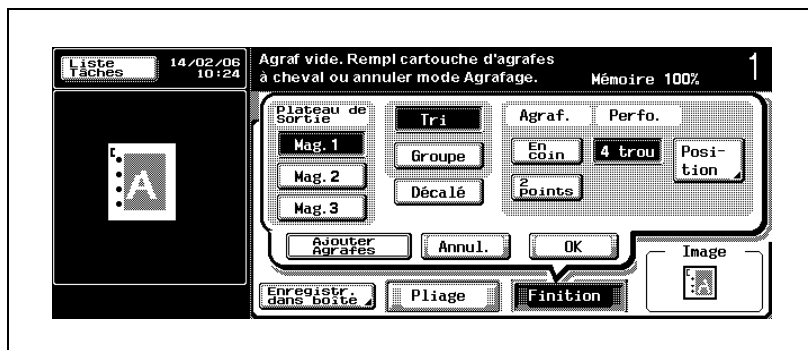 Liste
Tâches
14/02/06
10:24
Agraf vide. Rempl cartouche d'agrafes
à cheval ou annuler mode Agrafage.
Mémoire 100%
1
Plateau de
Sortie
Mag. 1
Mag. 2
Mag. 3
Tri
Groupe
Décalé
Agraf.
Perfo.
En
coin
2
points
4 trou
Posi-
tion
Ajouter
Agrafes
Annul.
OK
Image
Enregistr.
dans boîte
Pliage
Finition
A
A